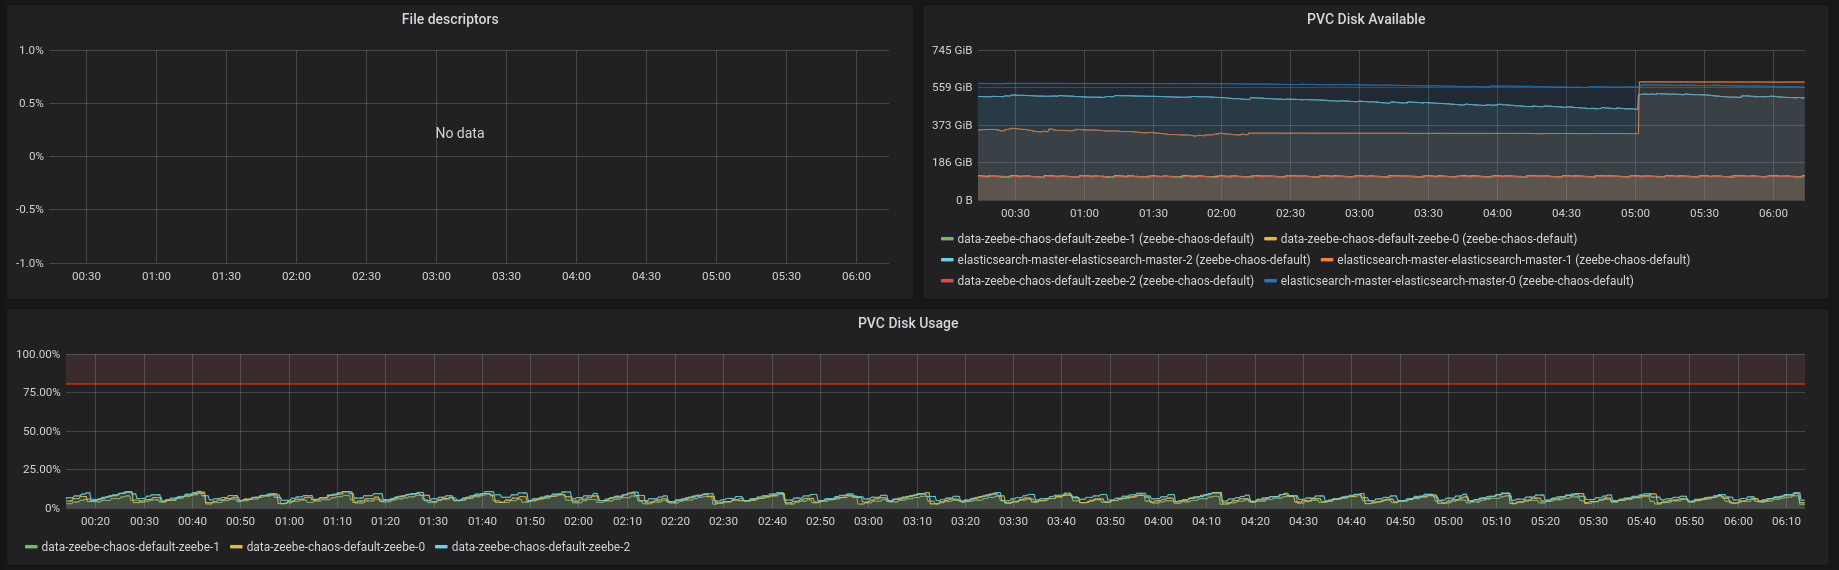 File descriptors
1.0%
0.5%
No data
0%
-0.5%
-1.0%
00:30 01:00 01:30 02:00 02:30 03:00 03:30 04:00 04:30 05:00 05:30 06:00
PVC Disk Available
745 GiB
559 GiB
373 GiB
186 GiB
0 B
00:30 01:00 01:30 02:00 02:30 03:00 03:30 04:00 04:30 05:00 05:30 06:00
data-zeebe-chaos-default-zeebe-1 (zeebe-chaos-default) data-zeebe-chaos-default-zeebe-0 (zeebe-chaos-default)
elasticsearch-master-elasticsearch-master-2 (zeebe-chaos-default) elasticsearch-master-elasticsearch-master-1 (zeebe-chaos-default)
data-zeebe-chaos-default-zeebe-2 (zeebe-chaos-default) elasticsearch-master-elasticsearch-master-0 (zeebe-chaos-default)
PVC Disk Usage
100.00%
75.00%
50.00%
25.00%
0%
00:20 00:30 00:40 00:50 01:00 01:10 01:20 01:30 01:40 01:50 02:00 02:10 02:20 02:30 02:40 02:50 03:00 03:10 03:20 03:30 03:40 03:50 04:00 04:10 04:20 04:30 04:40 04:50 05:00 05:10 05:20 05:30 05:40 05:50 06:00 06:10
data-zeebe-chaos-default-zeebe-1 data-zeebe-chaos-default-zeebe-0 data-zeebe-chaos-default-zeebe-2